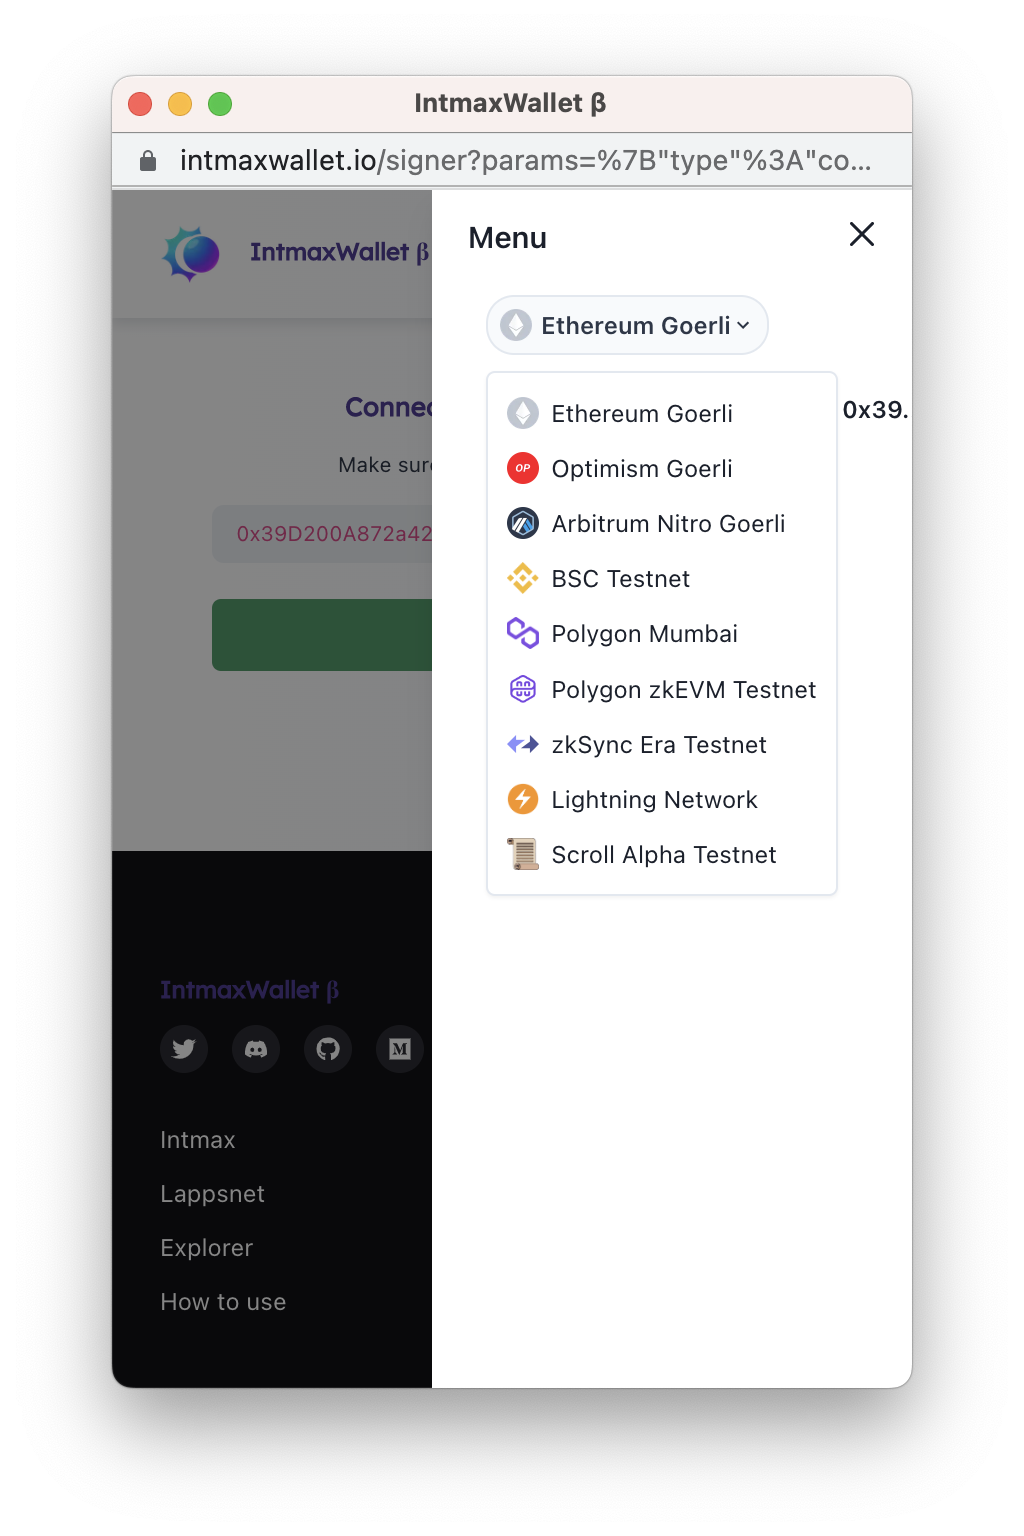 IntmaxWallet β
intmaxwallet.io/signer?params=%7B"type"%3A"co...
IntmaxWallet β
Menu
Ethereum Goerli
Connec
Make sure
0x39D200A872a42
Ethereum Goerli
0x39.
OP
Optimism Goerli
Arbitrum Nitro Goerli
BSC Testnet
Polygon Mumbai
Polygon zkEVM Testnet
zkSync Era Testnet
Lightning Network
Scroll Alpha Testnet
IntmaxWallet β
M
Intmax
Lappsnet
Explorer
How to use